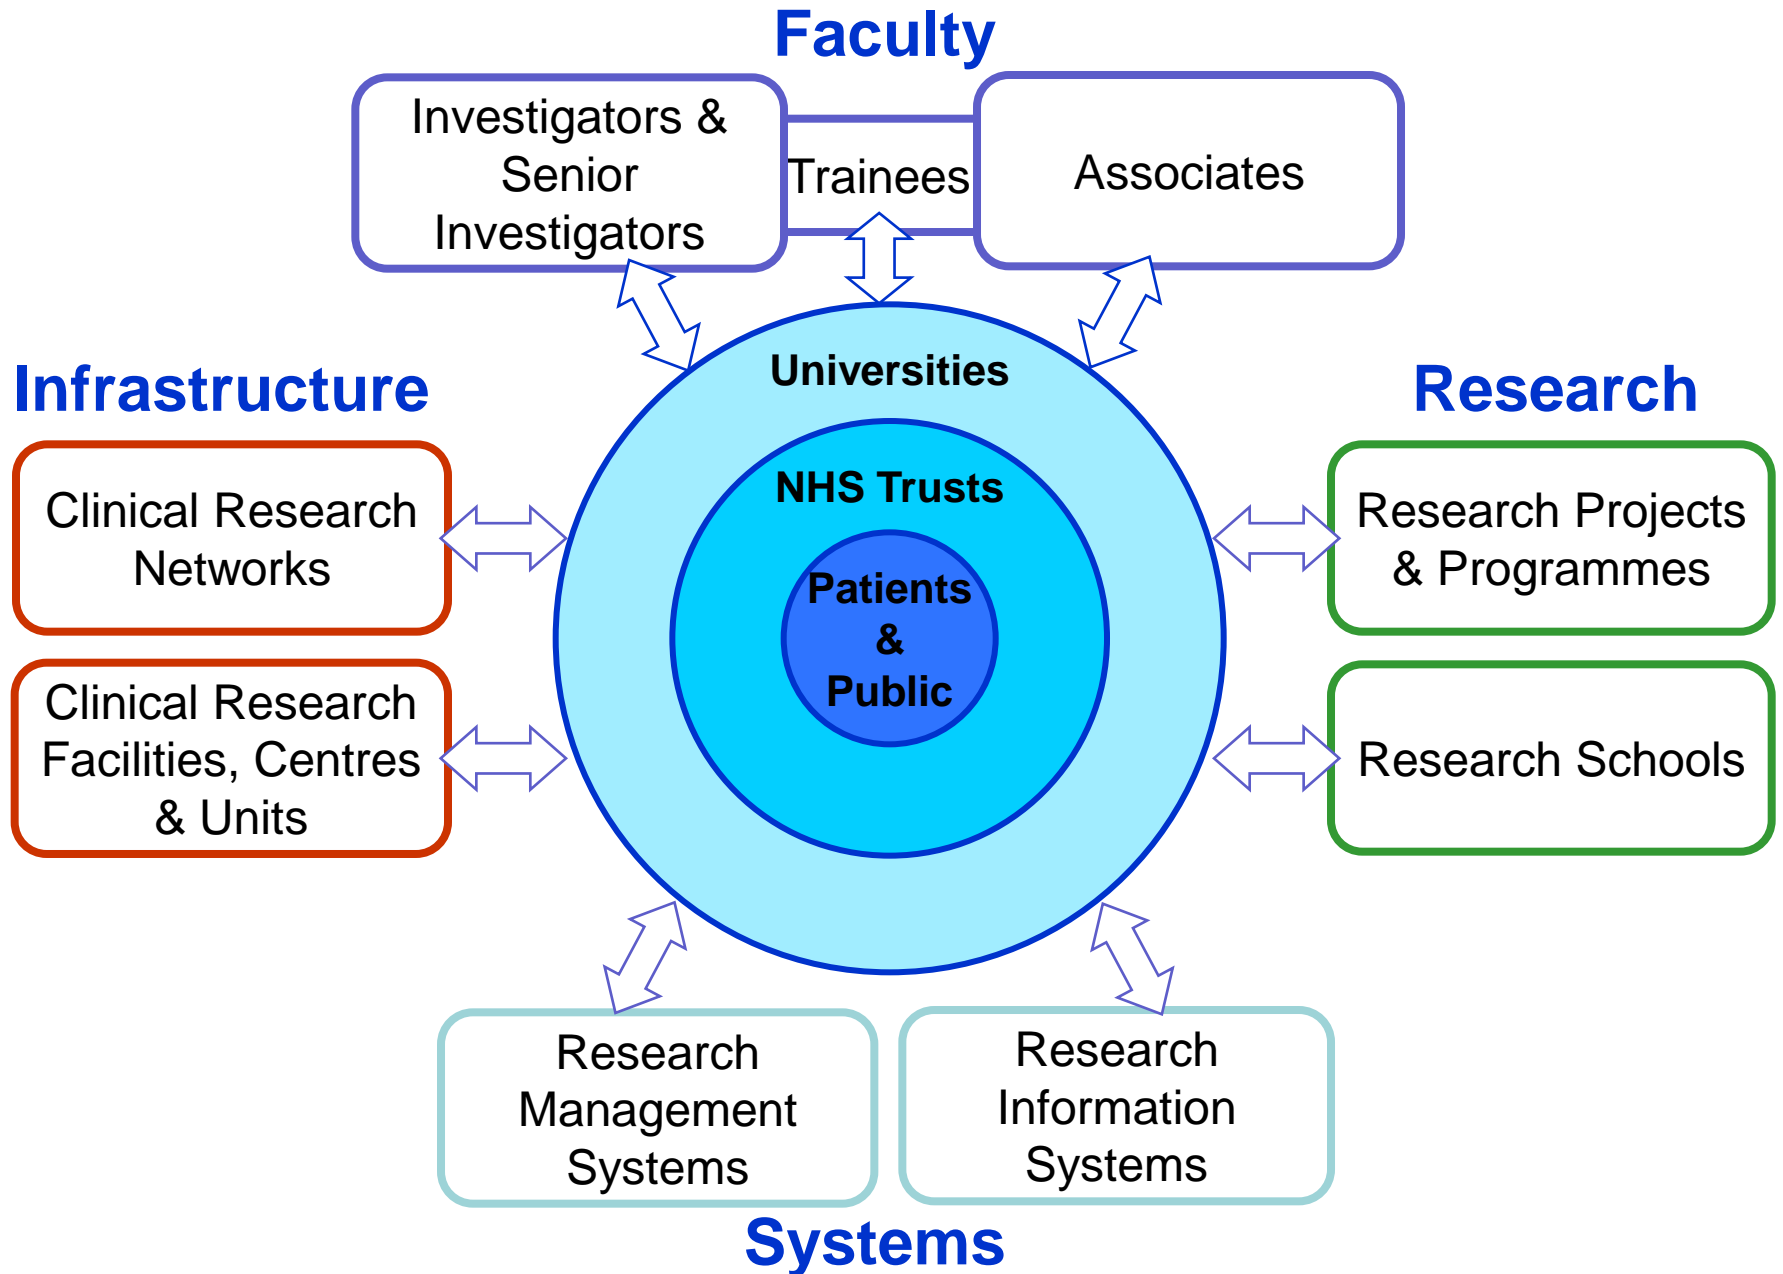 Faculty
Investigators &
Senior
Investigators
Trainees
Associates
Infrastructure
Clinical Research
Networks
Clinical Research
Facilities, Centres
& Units
Universities
NHS Trusts
Patients
&
Public
Research
Research Projects
& Programmes
Research Schools
Research
Management
Systems
Research
Information
Systems
Systems